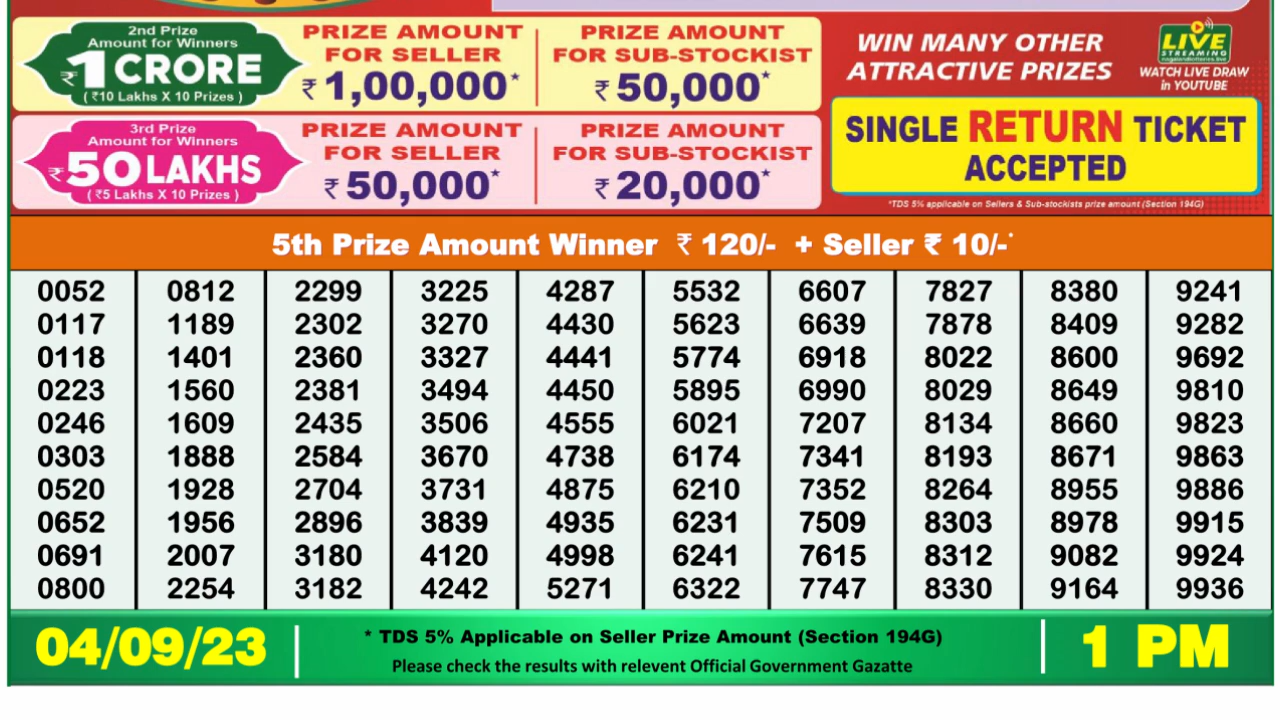 2nd Prize
Amount for Winners
₹1 CRORE
( ₹10 Lakhs X 10 Prizes )
PRIZE AMOUNT
FOR SELLER
₹ 1,00,000*
PRIZE AMOUNT
FOR SUB-STOCKIST
₹ 50,000*
3rd Prize
Amount for Winners
₹50 LAKHS
( ₹5 Lakhs X 10 Prizes )
PRIZE AMOUNT
FOR SELLER
₹ 50,000*
PRIZE AMOUNT
FOR SUB-STOCKIST
₹ 20,000*
WIN MANY OTHER
ATTRACTIVE PRIZES
LIVE
STREAMING
nagalandlotteries.live
WATCH LIVE DRAW
in YOUTUBE
SINGLE RETURN TICKET
ACCEPTED
*TDS 5% applicable on Sellers & Sub-stockists prize amount (Section 194G)
5th Prize Amount Winner ₹ 120/- + Seller ₹ 10/-*
0052 0812 2299 3225 4287 5532 6607 7827 8380 9241
0117 1189 2302 3270 4430 5623 6639 7878 8409 9282
0118 1401 2360 3327 4441 5774 6918 8022 8600 9692
0223 1560 2381 3494 4450 5895 6990 8029 8649 9810
0246 1609 2435 3506 4555 6021 7207 8134 8660 9823
0303 1888 2584 3670 4738 6174 7341 8193 8671 9863
0520 1928 2704 3731 4875 6210 7352 8264 8955 9886
0652 1956 2896 3839 4935 6231 7509 8303 8978 9915
0691 2007 3180 4120 4998 6241 7615 8312 9082 9924
0800 2254 3182 4242 5271 6322 7747 8330 9164 9936
04/09/23
* TDS 5% Applicable on Seller Prize Amount (Section 194G)
Please check the results with relevent Official Government Gazatte
1 PM